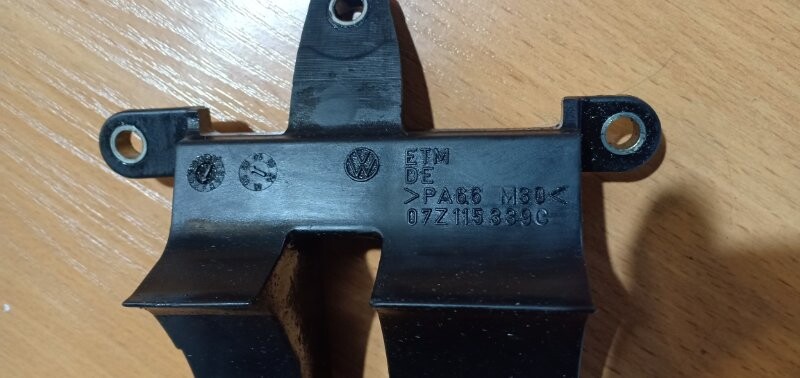 ETM
DE
>PA66 M30<
07Z115339C